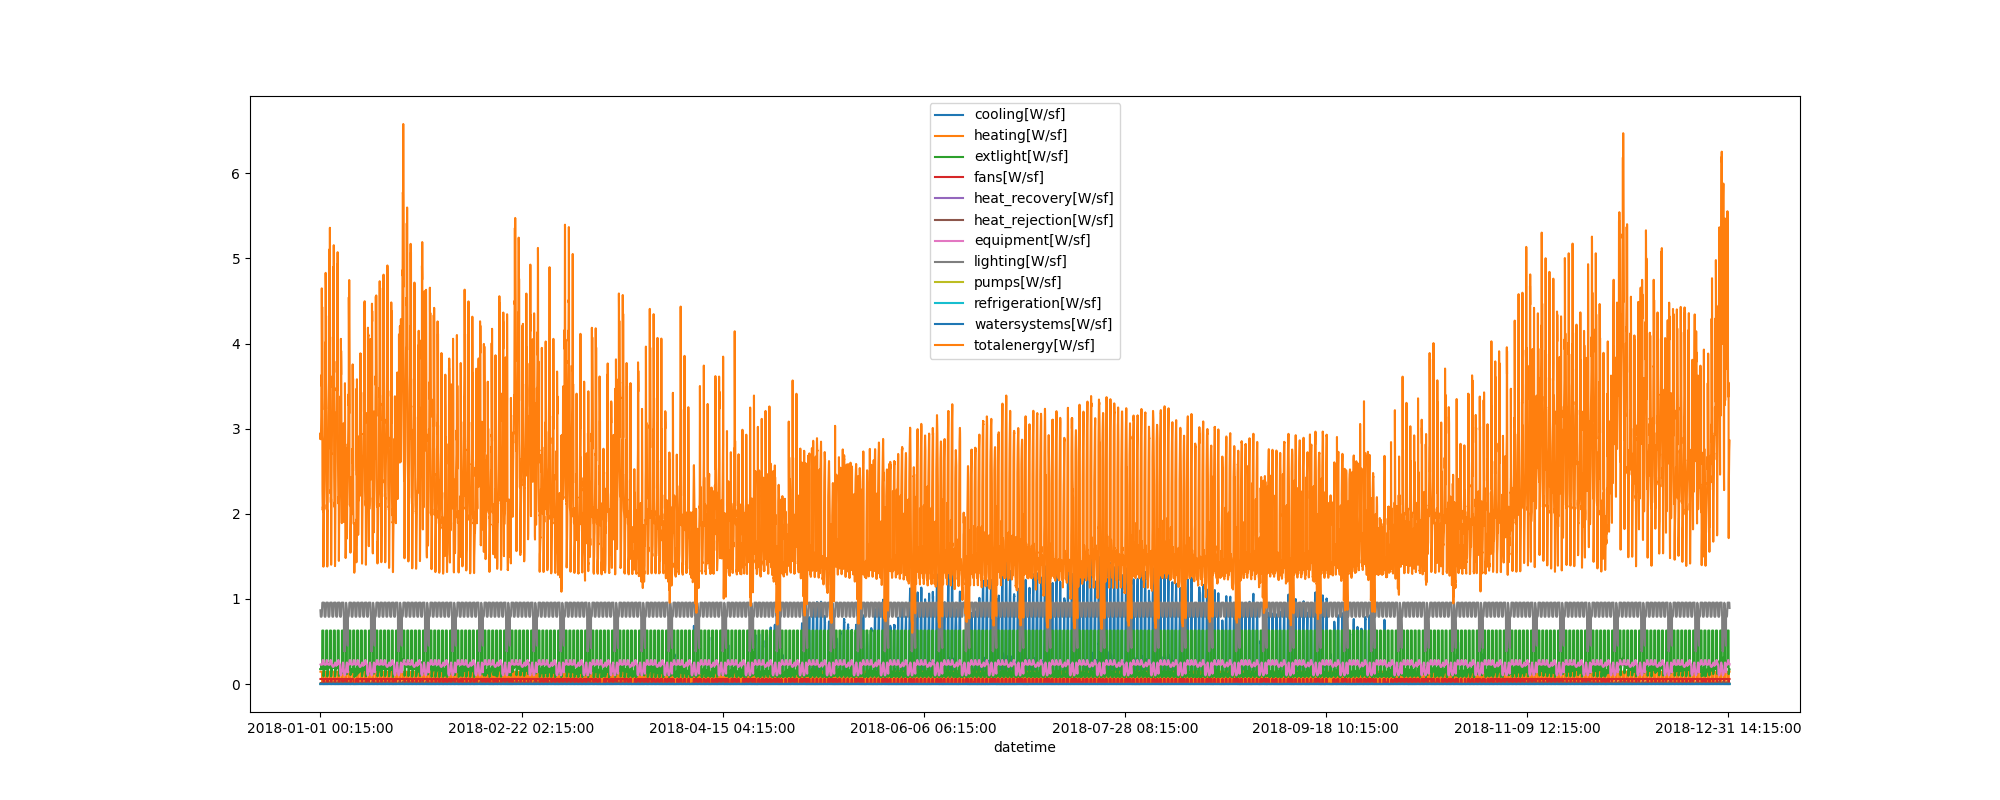 cooling[W/sf]
heating[W/sf]
extlight[W/sf]
fans[W/sf]
heat_recovery[W/sf]
heat_rejection[W/sf]
equipment[W/sf]
lighting[W/sf]
pumps[W/sf]
refrigeration[W/sf]
watersystems[W/sf]
totalenergy[W/sf]
6
5
4
3
2
1
0
2018-01-01 00:15:00 2018-02-22 02:15:00 2018-04-15 04:15:00 2018-06-06 06:15:00 2018-07-28 08:15:00 2018-09-18 10:15:00 2018-11-09 12:15:00 2018-12-31 14:15:00
datetime